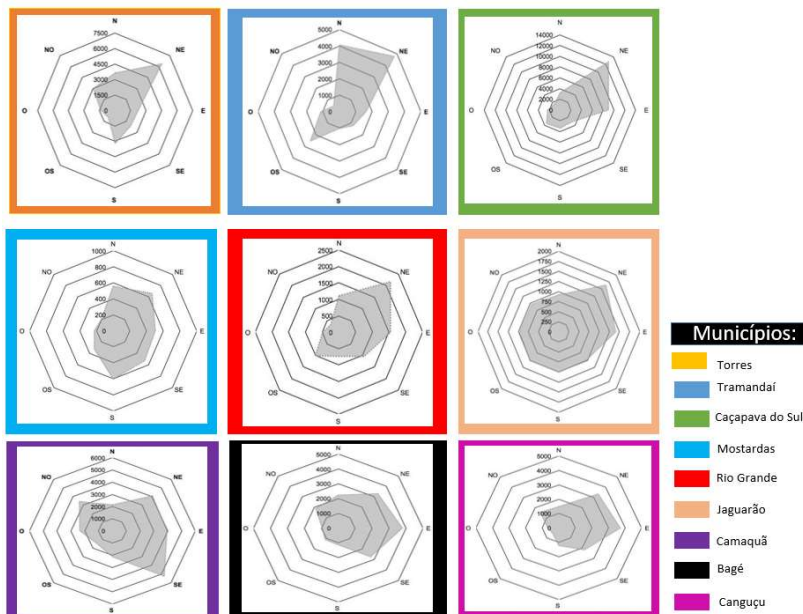 N
7500
NO 6000 NE
4500
3000
1500
O 0 E
OS SE
S
N
5000
NO 4000 NE
3000
2000
1000
O 0 E
OS SE
S
N
14000
12000
NO 10000 NE
8000
6000
4000
2000
O 0 E
OS SE
S
N
1000
NO 800 NE
600
400
200
O 0 E
OS SE
S
N
2500
NO 2000 NE
1500
1000
500
O 0 E
OS SE
S
N
2000
1750
NO 1500 NE
1250
1000
750
500
250
O 0 E
OS SE
S
N
6000
5000
NO 4000 NE
3000
2000
1000
O 0 E
OS SE
S
N
5000
NO 4000 NE
3000
2000
1000
O 0 E
OS SE
S
N
5000
NO 4000 NE
3000
2000
1000
O 0 E
OS SE
S
Municípios:
Torres
Tramandaí
Caçapava do Sul
Mostardas
Rio Grande
Jaguarão
Camaquã
Bagé
Canguçu